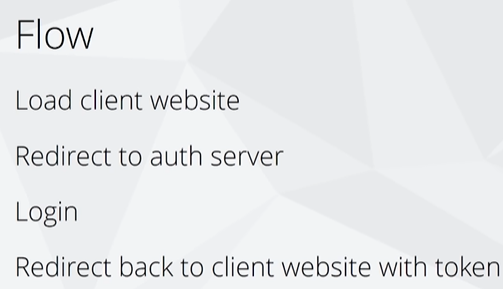 Flow
Load client website
Redirect to auth server
Login
Redirect back to client website with token